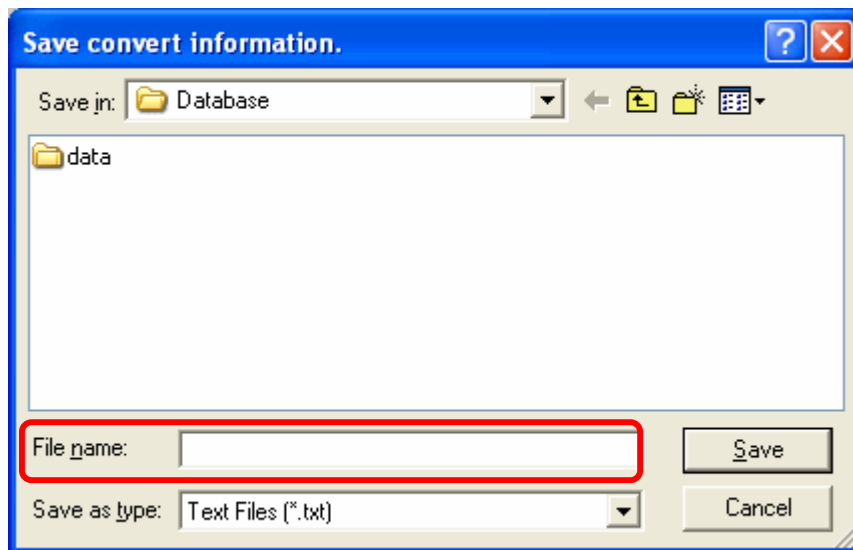 Save convert information.
Save in: Database
data
File name:
Save
Save as type: Text Files (*.txt)
Cancel